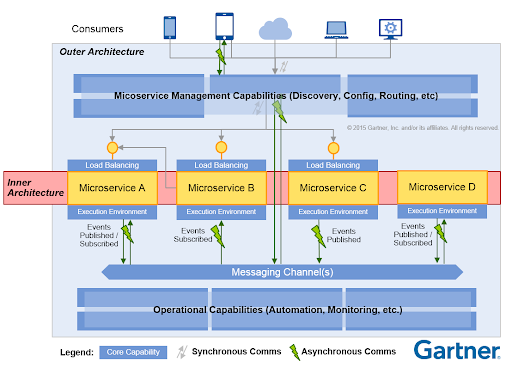 Consumers
Outer Architecture
Micoservice Management Capabilities (Discovery, Config, Routing, etc)
© 2015 Gartner, Inc. and/or its affiliates. All rights reserved.
Load Balancing
Load Balancing
Load Balancing
Inner
Architecture
Microservice A
Microservice B
Microservice C
Microservice D
Execution Environment
Execution Environment
Execution Environment
Execution Environment
Events
Published /
Subscribed
Events
Subscribed
Events
Published
Events
Published /
Subscribed
Messaging Channel(s)
Operational Capabilities (Automation, Monitoring, etc.)
Legend:
Core Capability
Synchronous Comms
Asynchronous Comms
Gartner